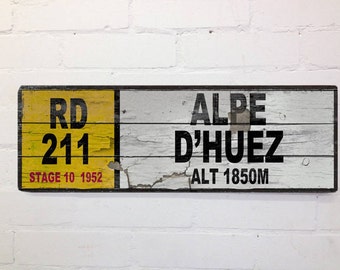 RD
211
STAGE 10 1952
ALPE
D'HUEZ
ALT 1850M